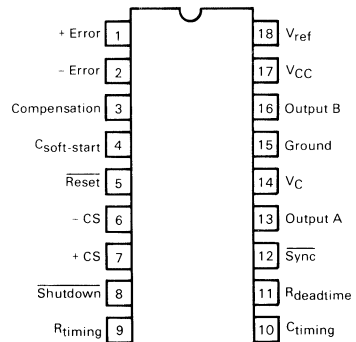 + Error 1 18 Vref
− Error 2 17 VCC
Compensation 3 16 Output B
Csoft-start 4 15 Ground
Reset 5 14 VC
− CS 6 13 Output A
+ CS 7 12 Sync
Shutdown 8 11 Rdeadtime
Rtiming 9 10 Ctiming